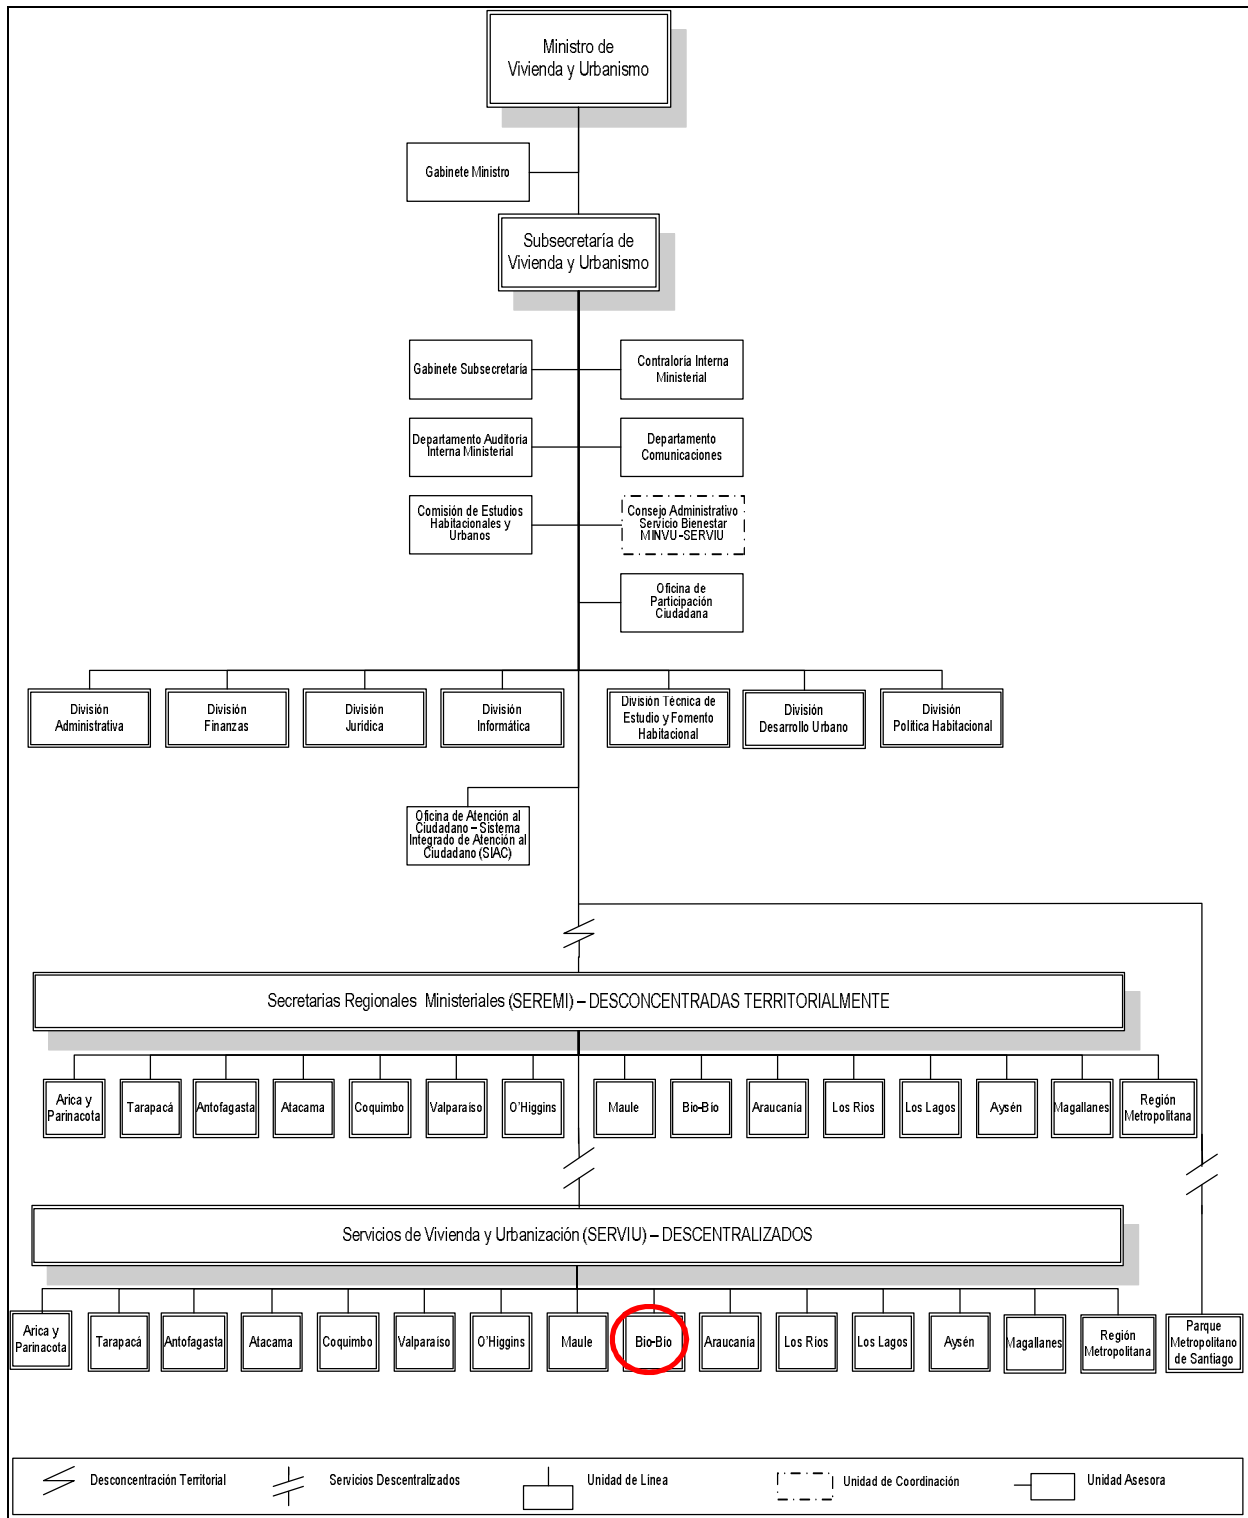 Ministro de
Vivienda y Urbanismo
Gabinete Ministro
Subsecretaría de
Vivienda y Urbanismo
Gabinete Subsecretaría
Contraloría Interna
Ministerial
Departamento Auditoria
Interna Ministerial
Departamento
Comunicaciones
Comisión de Estudios
Habitacionales y
Urbanos
Consejo Administrativo
Servicio Bienestar
MINVU-SERVIU
Oficina de
Participación
Ciudadana
División
Administrativa
División
Finanzas
División
Jurídica
División
Informática
División Técnica de
Estudio y Fomento
Habitacional
División
Desarrollo Urbano
División
Política Habitacional
Oficina de Atención al
Ciudadano – Sistema
Integrado de Atención al
Ciudadano (SIAC)
Secretarias Regionales Ministeriales (SEREMI) – DESCONCENTRADAS TERRITORIALMENTE
Arica y
Parinacota
Tarapacá
Antofagasta
Atacama
Coquimbo
Valparaíso
O'Higgins
Maule
Bio-Bío
Araucanía
Los Rios
Los Lagos
Aysén
Magallanes
Región
Metropolitana
Servicios de Vivienda y Urbanización (SERVIU) – DESCENTRALIZADOS
Arica y
Parinacota
Tarapacá
Antofagasta
Atacama
Coquimbo
Valparaíso
O'Higgins
Maule
Bio-Bío
Araucanía
Los Ríos
Los Lagos
Aysén
Magallanes
Región
Metropolitana
Parque
Metropolitano
de Santiago
Desconcentración Territorial
Servicios Descentralizados
Unidad de Línea
Unidad de Coordinación
Unidad Asesora